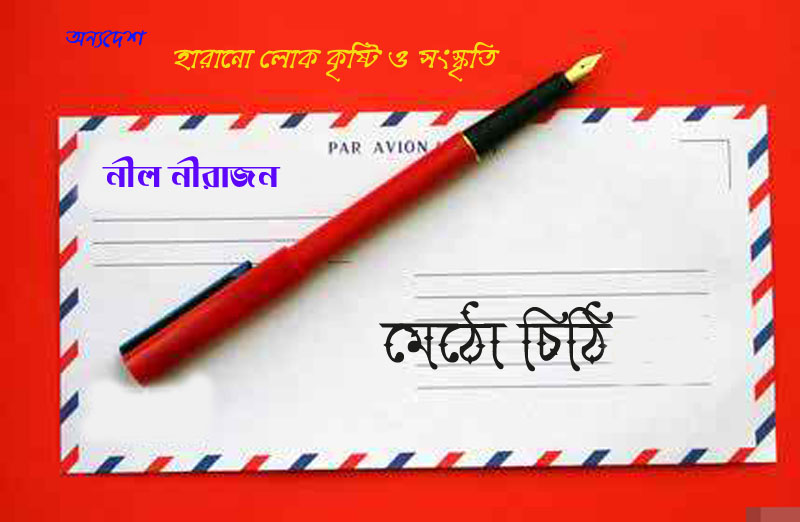 অন্যদেশ
হারানো লোক কৃষ্টি ও সংস্কৃতি
PAR AVION
নীল নীরাজন
মেঠো চিঠি